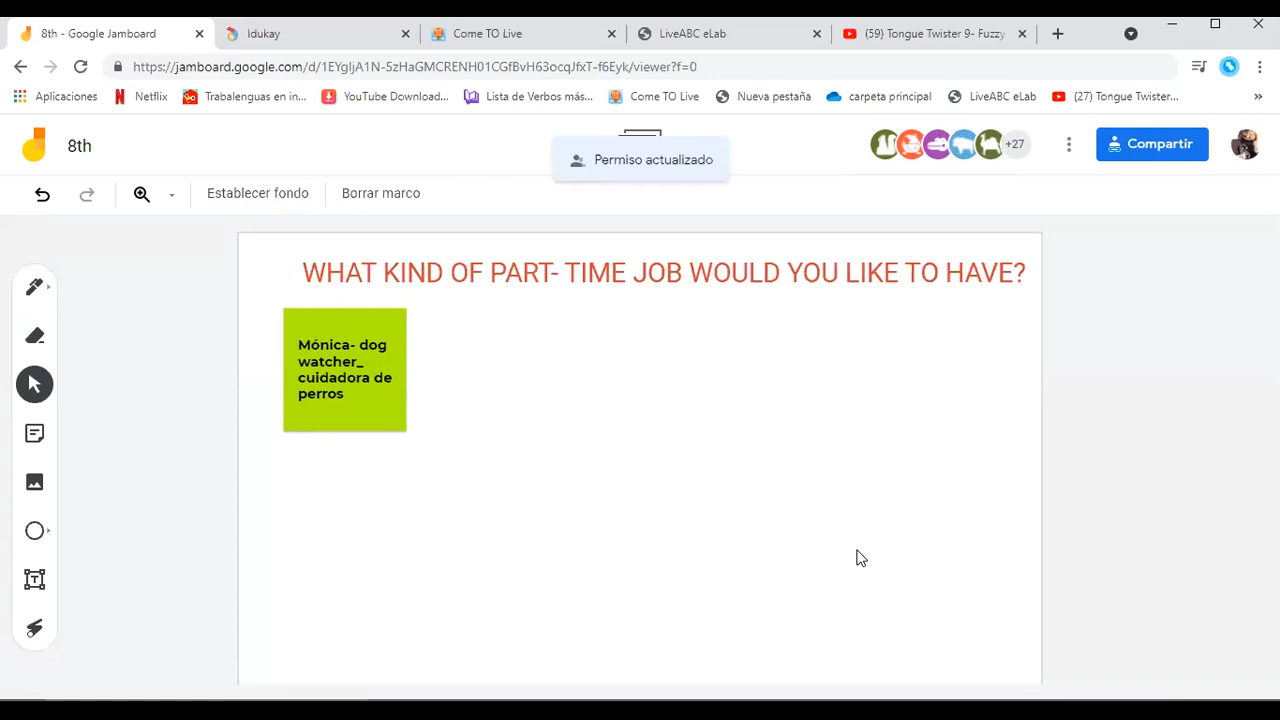 8th - Google Jamboard
Idukay
Come TO Live
LiveABC eLab
(59) Tongue Twister 9- Fuzzy
https://jamboard.google.com/d/1EYgljA1N-5zHaGMCRENH01CGfBvH63ocqJfxT-f6Eyk/viewer?f=0
Aplicaciones
Netflix
Trabalenguas en in...
YouTube Download...
Lista de Verbos más...
Come TO Live
Nueva pestaña
carpeta principal
LiveABC eLab
(27) Tongue Twister...
»
8th
Permiso actualizado
+27
Compartir
Establecer fondo
Borrar marco
WHAT KIND OF PART- TIME JOB WOULD YOU LIKE TO HAVE?
Mónica- dog
watcher_
cuidadora de
perros